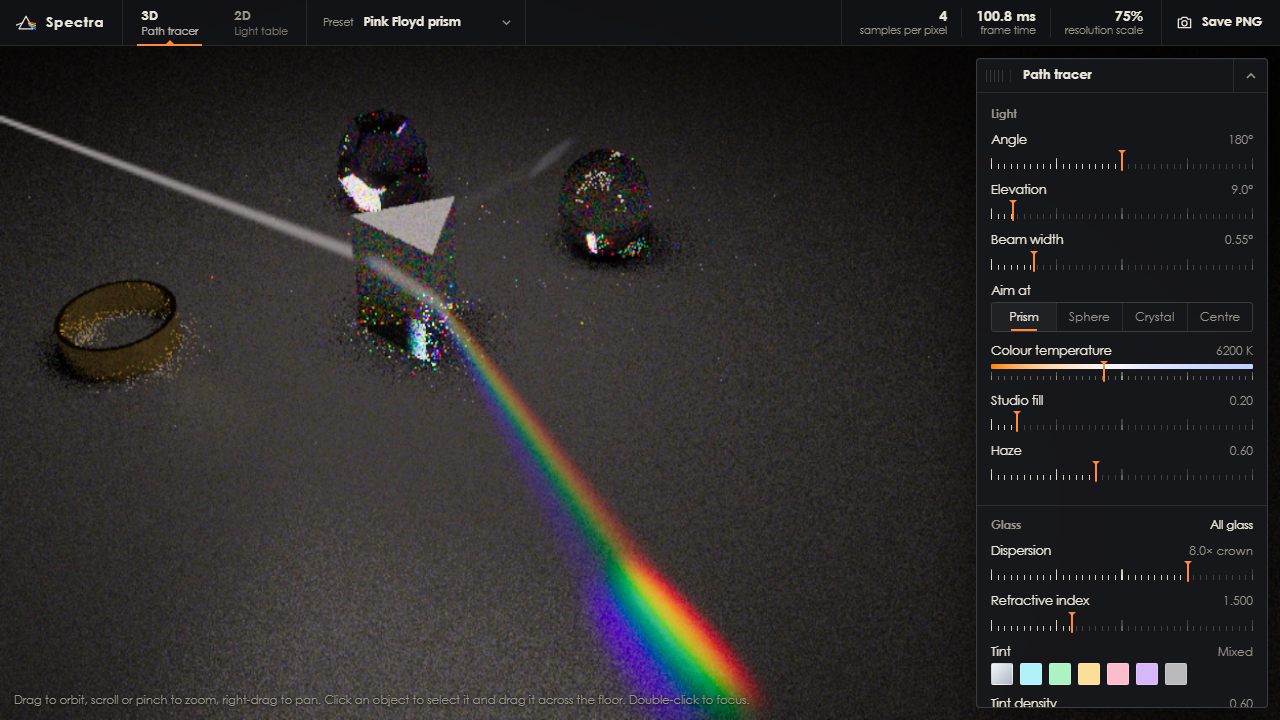 Spectra
3D
Path tracer
2D
Light table
Preset Pink Floyd prism
4
samples per pixel
100.8 ms
frame time
75%
resolution scale
Save PNG
Path tracer
Light
Angle 180°
Elevation 9.0°
Beam width 0.55°
Aim at
Prism Sphere Crystal Centre
Colour temperature 6200 K
Studio fill 0.20
Haze 0.60
Glass All glass
Dispersion 8.0× crown
Refractive index 1.500
Tint Mixed
Tint density 0.60
Drag to orbit, scroll or pinch to zoom, right-drag to pan. Click an object to select it and drag it across the floor. Double-click to focus.